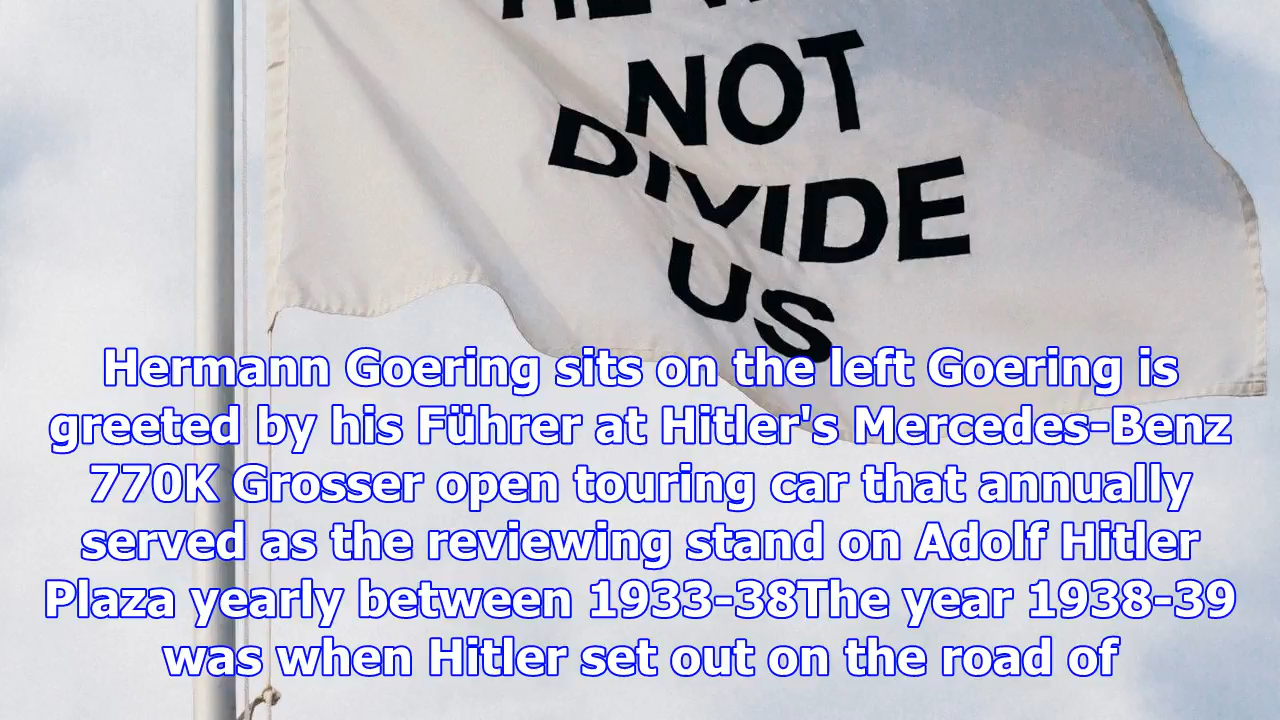 NOT
DIVIDE
US
Hermann Goering sits on the left Goering is
greeted by his Führer at Hitler's Mercedes-Benz
770K Grosser open touring car that annually
served as the reviewing stand on Adolf Hitler
Plaza yearly between 1933-38The year 1938-39
was when Hitler set out on the road of